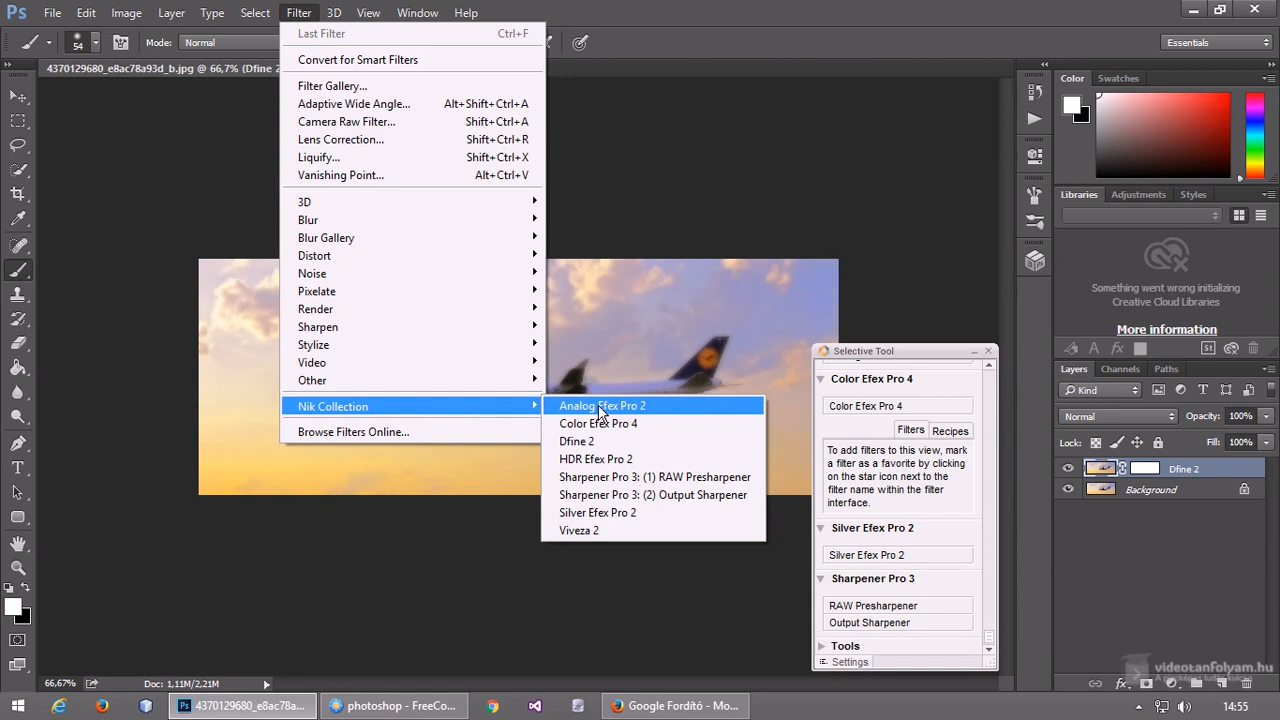 Ps File Edit Image Layer Type Select Filter 3D View Window Help
54 Mode: Normal Essentials
4370129680_e8ac78a93d_b.jpg @ 66,7% (Dfine 2
Last Filter Ctrl+F
Convert for Smart Filters
Filter Gallery...
Adaptive Wide Angle... Alt+Shift+Ctrl+A
Camera Raw Filter... Shift+Ctrl+A
Lens Correction... Shift+Ctrl+R
Liquify... Shift+Ctrl+X
Vanishing Point... Alt+Ctrl+V
3D
Blur
Blur Gallery
Distort
Noise
Pixelate
Render
Sharpen
Stylize
Video
Other
Nik Collection
Browse Filters Online...
Analog Efex Pro 2
Color Efex Pro 4
Dfine 2
HDR Efex Pro 2
Sharpener Pro 3: (1) RAW Presharpener
Sharpener Pro 3: (2) Output Sharpener
Silver Efex Pro 2
Viveza 2
Selective Tool
Color Efex Pro 4
Color Efex Pro 4
Filters Recipes
To add filters to this view, mark
a filter as a favorite by clicking
on the star icon next to the
filter name within the filter
interface.
Silver Efex Pro 2
Silver Efex Pro 2
Sharpener Pro 3
RAW Presharpener
Output Sharpener
Tools
Settings
Color Swatches
Libraries Adjustments Styles
Something went wrong initializing
Creative Cloud Libraries
More information
St
Layers Channels Paths
Kind
Normal Opacity: 100%
Lock: Fill: 100%
Dfine 2
Background
fx
66,67% Doc: 1,11M/2,21M
videotanfolyam.hu
4370129680_e8ac78a... photoshop - FreeCo... Google Fordító - Mo... 14:55